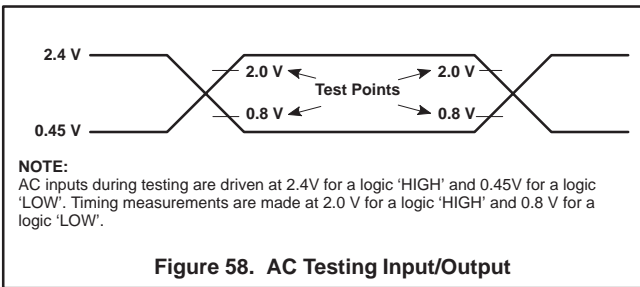 2.4 V
2.0 V 2.0 V
Test Points
0.8 V 0.8 V
0.45 V
NOTE:
AC inputs during testing are driven at 2.4V for a logic ‘HIGH’ and 0.45V for a logic
‘LOW’. Timing measurements are made at 2.0 V for a logic ‘HIGH’ and 0.8 V for a
logic ‘LOW’.
Figure 58. AC Testing Input/Output